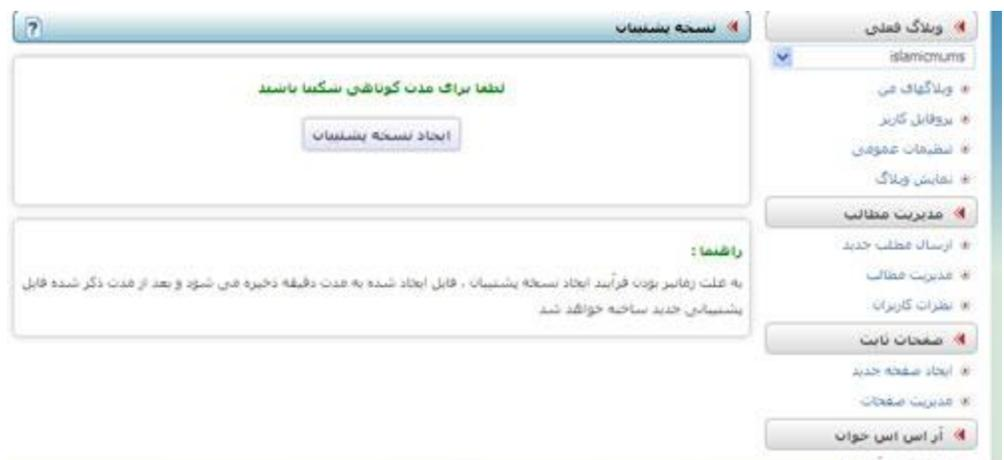 وبلاگ فعلی
islamicmums
وبلاگهای من
پروفایل کاربر
تنظیمات عمومی
نمایش وبلاگ
مدیریت مطالب
ارسال مطلب جدید
مدیریت مطالب
نظرات کاربران
صفحات ثابت
ایجاد صفحه جدید
مدیریت صفحات
آر اس اس خوان
نسخه پشتیبان
?
لطفا برای مدت کوتاهی شکیبا باشید
ایجاد نسخه پشتیبان
راهنما :
به علت زمانبر بودن فرآیند ایجاد نسخه پشتیبان ، فایل ایجاد شده به مدت دقیقه ذخیره می شود و بعد از مدت ذکر شده فایل
پشتیبانی جدید ساخته خواهد شد